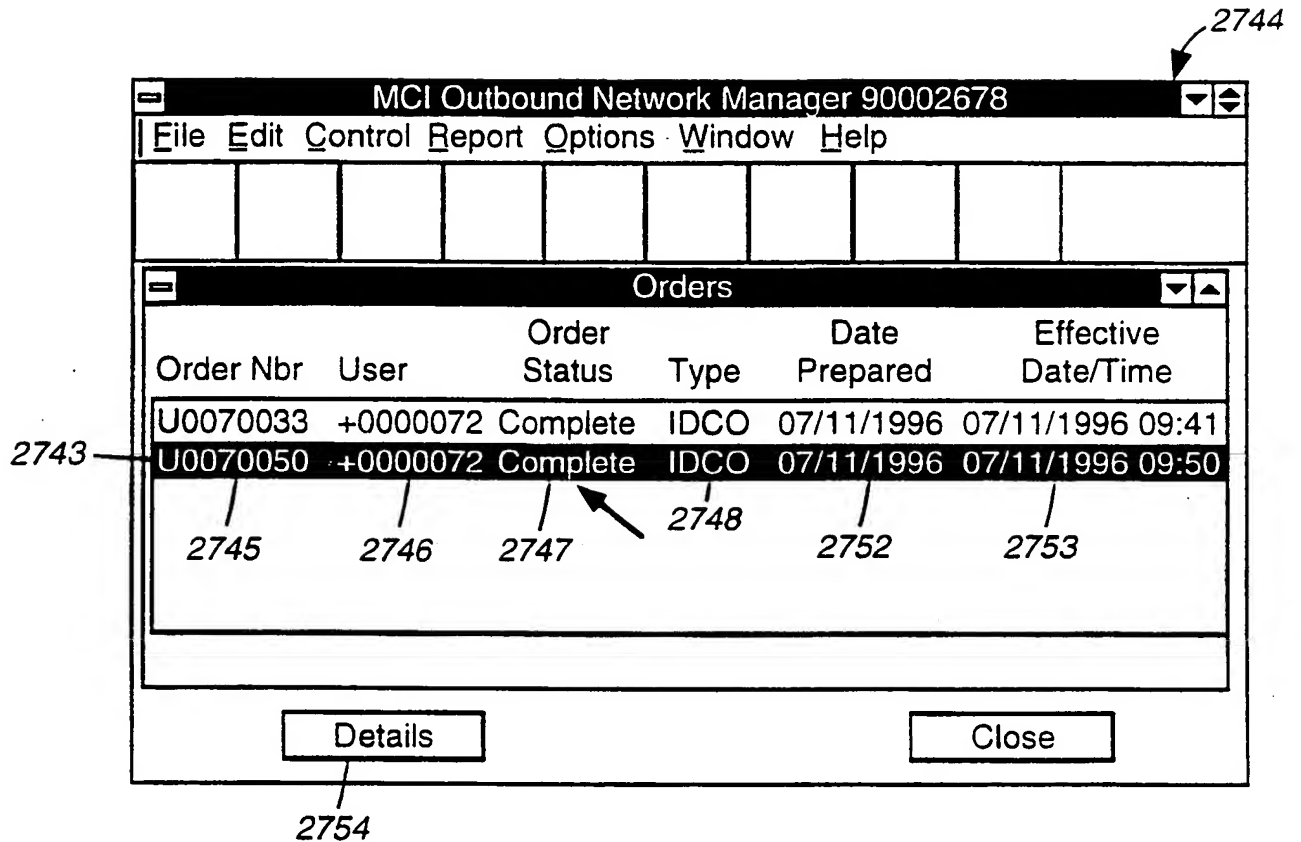 2744
MCI Outbound Network Manager 90002678
File Edit Control Report Options Window Help
Orders
Order Nbr User Order Status Type Date Prepared Effective Date/Time
U0070033 +0000072 Complete IDCO 07/11/1996 07/11/1996 09:41
2743 U0070050 +0000072 Complete IDCO 07/11/1996 07/11/1996 09:50
2745 2746 2747 2748 2752 2753
Details Close
2754